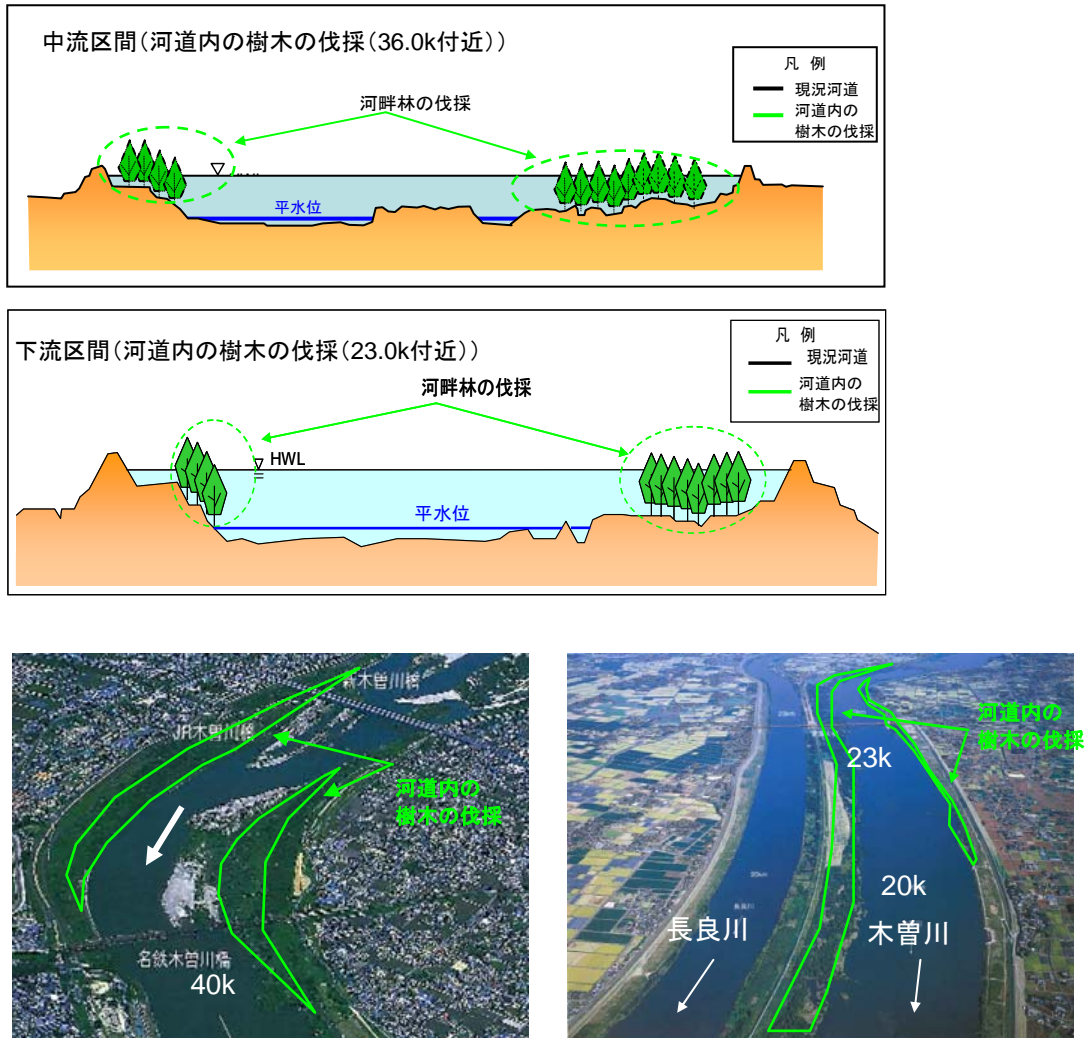 中流区間(河道内の樹木の伐採(36.0k付近))
凡 例
現況河道
河道内の
樹木の伐採
河畔林の伐採
平水位
下流区間(河道内の樹木の伐採(23.0k付近))
凡 例
現況河道
河道内の
樹木の伐採
河畔林の伐採
HWL
平水位
新木曽川橋
JR木曽川橋
河道内の
樹木の伐採
名鉄木曽川橋
40k
河道内の
樹木の伐採
23k
20k
長良川
木曽川